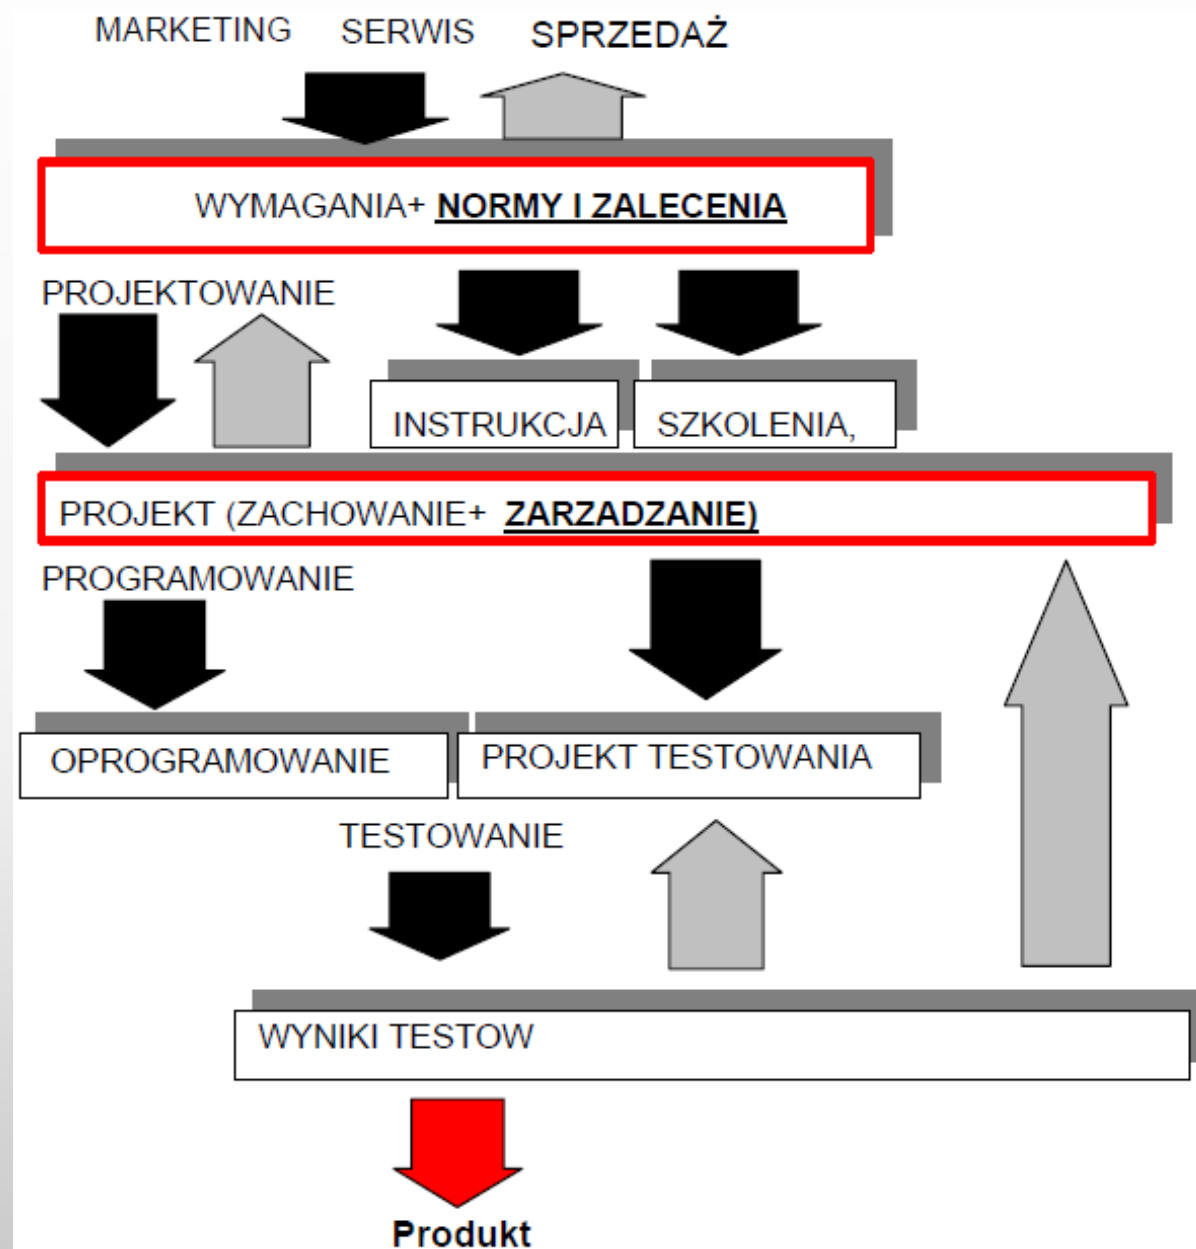 MARKETING SERWIS SPRZEDAŻ
WYMAGANIA+ NORMY I ZALECENIA
PROJEKTOWANIE
INSTRUKCJA SZKOLENIA,
PROJEKT (ZACHOWANIE+ ZARZADZANIE)
PROGRAMOWANIE
OPROGRAMOWANIE PROJEKT TESTOWANIA
TESTOWANIE
WYNIKI TESTOW
Produkt